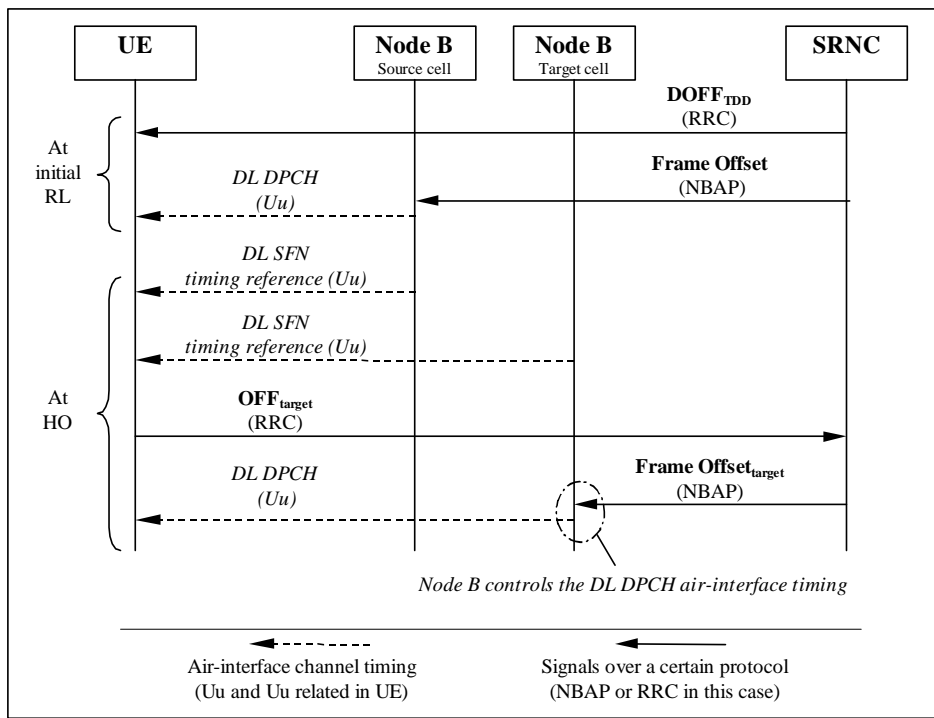 UE
Node B
Source cell
Node B
Target cell
SRNC
DOFFTDD
(RRC)
At
initial
RL
Frame Offset
(NBAP)
DL DPCH
(Uu)
DL SFN
timing reference (Uu)
DL SFN
timing reference (Uu)
At
HO
OFFtarget
(RRC)
DL DPCH
(Uu)
Frame Offsettarget
(NBAP)
Node B controls the DL DPCH air-interface timing
Air-interface channel timing
(Uu and Uu related in UE)
Signals over a certain protocol
(NBAP or RRC in this case)